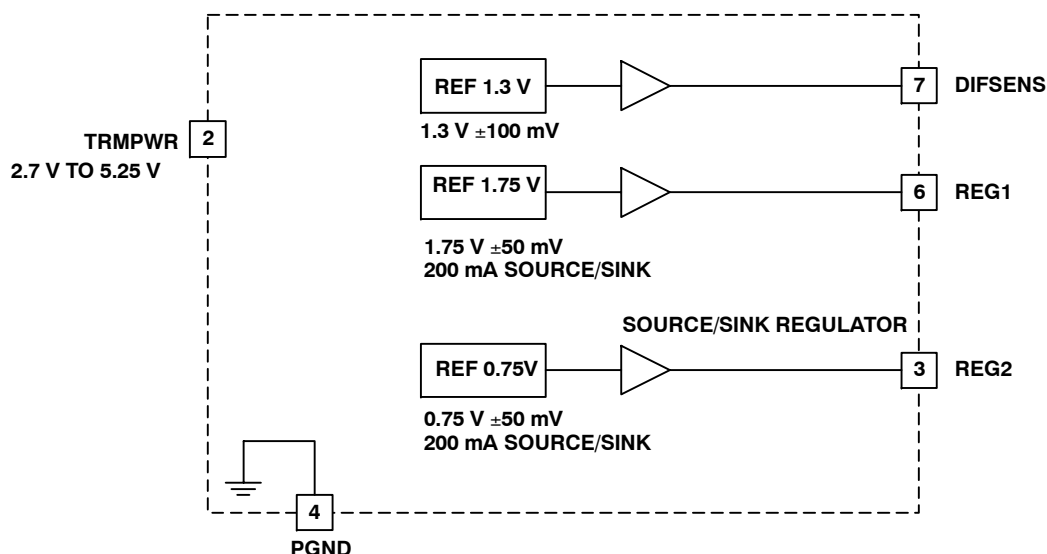 REF 1.3 V
7
DIFSENS
1.3 V ±100 mV
TRMPWR
2
2.7 V TO 5.25 V
REF 1.75 V
6
REG1
1.75 V ±50 mV
200 mA SOURCE/SINK
SOURCE/SINK REGULATOR
REF 0.75V
3
REG2
0.75 V ±50 mV
200 mA SOURCE/SINK
4
PGND